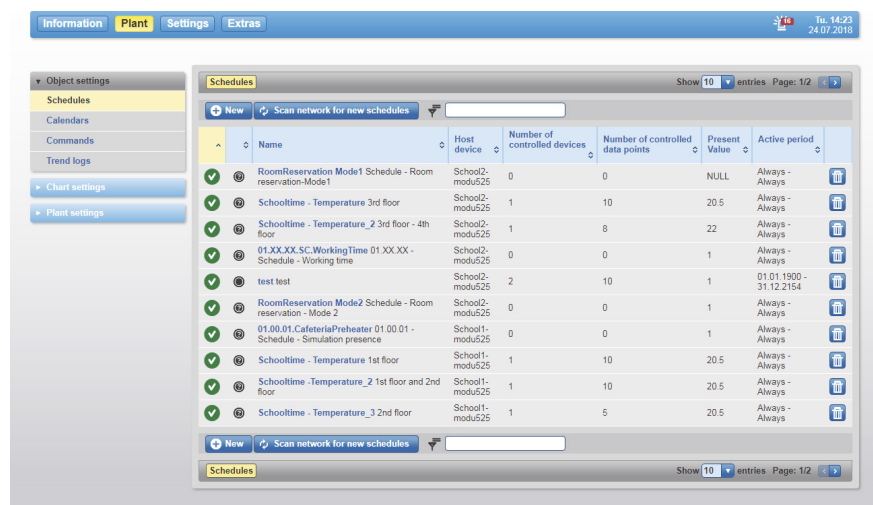 Information Plant Settings Extras
16
Tu. 14:23
24.07.2018
Object settings
Schedules
Calendars
Commands
Trend logs
Chart settings
Plant settings
Schedules Show 10 entries Page: 1/2
New Scan network for new schedules
Name Host device Number of controlled devices Number of controlled data points Present Value Active period
RoomReservation Mode1 Schedule - Room School2- 0 0 NULL Always -
reservation-Mode1 modu525 Always
Schooltime - Temperature 3rd floor School2- 1 10 20.5 Always -
modu525 Always
Schooltime - Temperature_2 3rd floor - 4th School2- 1 8 22 Always -
floor modu525 Always
01.XX.XX.SC.WorkingTime 01.XX.XX - School2- 0 0 1 Always -
Schedule - Working time modu525 Always
test test School2- 2 10 1 01.01.1900 -
modu525 31.12.2154
RoomReservation Mode2 Schedule - Room School2- 0 0 1 Always -
reservation - Mode 2 modu525 Always
01.00.01.CafeteriaPreheater 01.00.01 - School1- 0 0 1 Always -
Schedule - Simulation presence modu525 Always
Schooltime - Temperature 1st floor School1- 1 10 20.5 Always -
modu525 Always
Schooltime -Temperature_2 1st floor and 2nd School1- 1 10 20.5 Always -
floor modu525 Always
Schooltime - Temperature_3 2nd floor School1- 1 5 20.5 Always -
modu525 Always
New Scan network for new schedules
Schedules Show 10 entries Page: 1/2